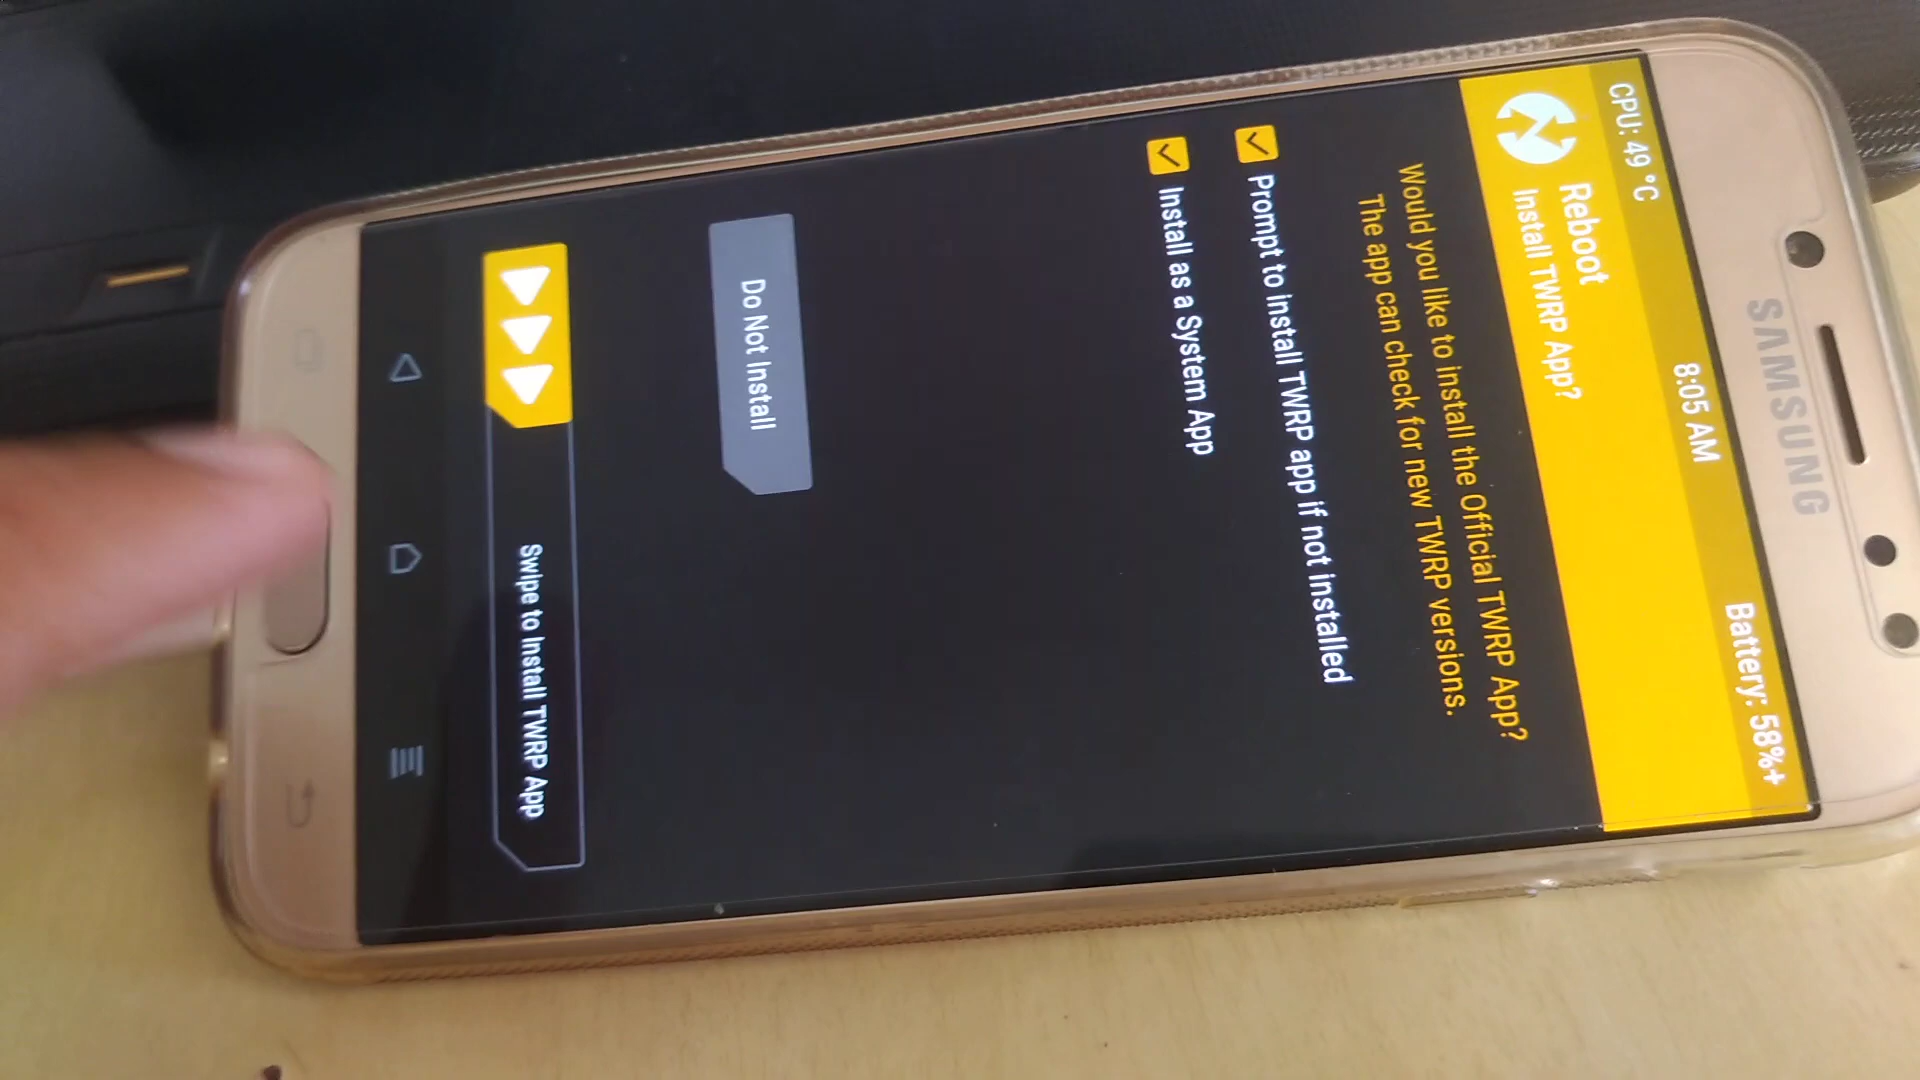 SAMSUNG
CPU: 49 °C
8:05 AM
Battery: 58%+
Reboot
Install TWRP App?
Would you like to install the Official TWRP App?
The app can check for new TWRP versions.
Prompt to install TWRP app if not installed
Install as a System App
Do Not Install
Swipe to Install TWRP App